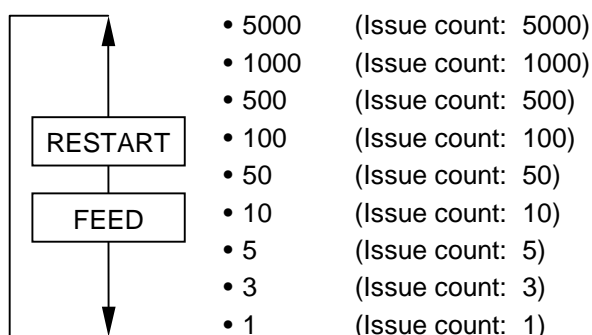 • 5000 (Issue count: 5000)
• 1000 (Issue count: 1000)
• 500 (Issue count: 500)
RESTART
• 100 (Issue count: 100)
• 50 (Issue count: 50)
FEED
• 10 (Issue count: 10)
• 5 (Issue count: 5)
• 3 (Issue count: 3)
• 1 (Issue count: 1)